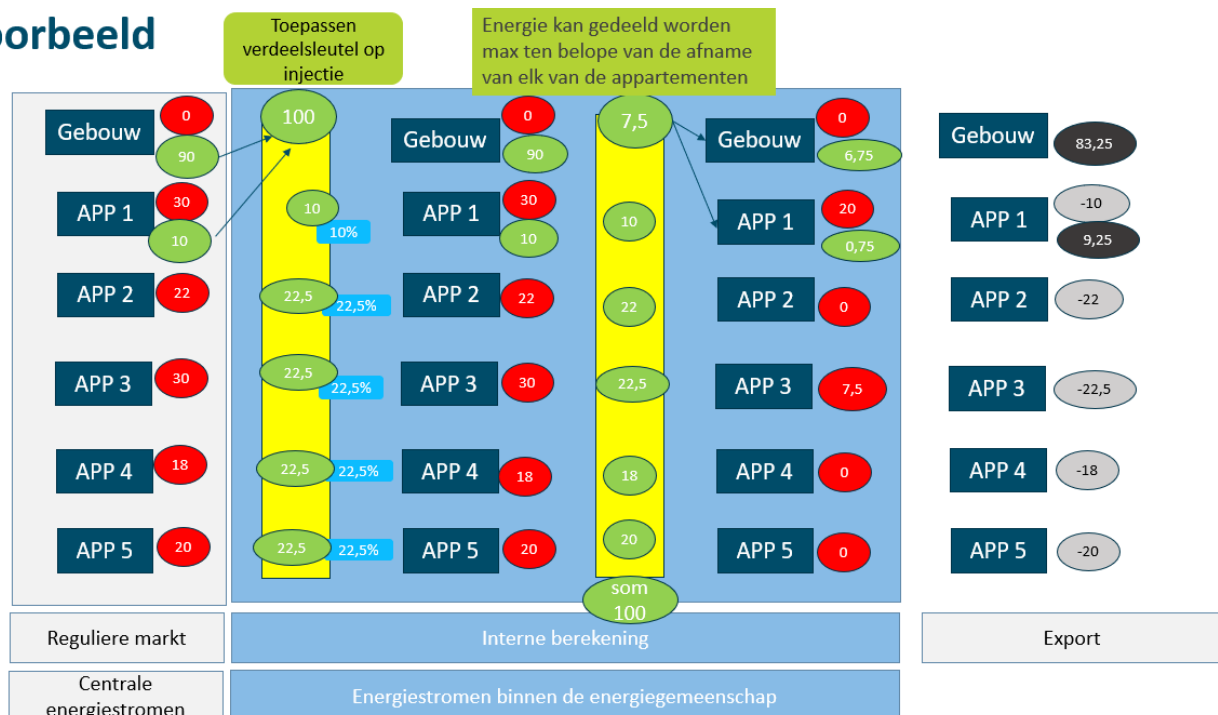 orbeeld
Toepassen
verdeelsleutel op
injectie
Energie kan gedeeld worden
max ten belope van de afname
van elk van de appartementen
Gebouw
0
90
100
Gebouw
0
90
7,5
Gebouw
0
6,75
Gebouw
83,25
APP 1
30
10
10
10%
APP 1
30
10
10
APP 1
20
0,75
APP 1
-10
9,25
APP 2
22
22,5
22,5%
APP 2
22
22
APP 2
0
APP 2
-22
APP 3
30
22,5
22,5%
APP 3
30
22,5
APP 3
7,5
APP 3
-22,5
APP 4
18
22,5
22,5%
APP 4
18
18
APP 4
0
APP 4
-18
APP 5
20
22,5
22,5%
APP 5
20
20
APP 5
0
APP 5
-20
som
100
Reguliere markt
Interne berekening
Export
Centrale
energiestromen
Energiestromen binnen de energiegemeenschap